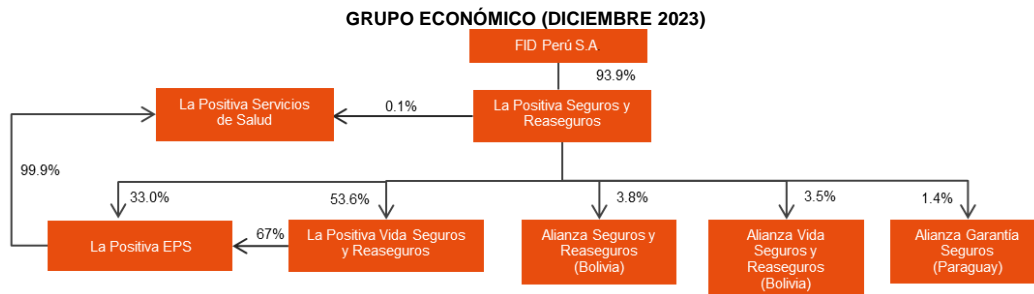 GRUPO ECONÓMICO (DICIEMBRE 2023)
FID Perú S.A.
93.9%
La Positiva Servicios
de Salud
0.1%
La Positiva Seguros y
Reaseguros
99.9%
33.0%
53.6%
3.8%
3.5%
1.4%
La Positiva EPS
67%
La Positiva Vida Seguros
y Reaseguros
Alianza Seguros y
Reaseguros
(Bolivia)
Alianza Vida
Seguros y
Reaseguros
(Bolivia)
Alianza Garantía
Seguros
(Paraguay)